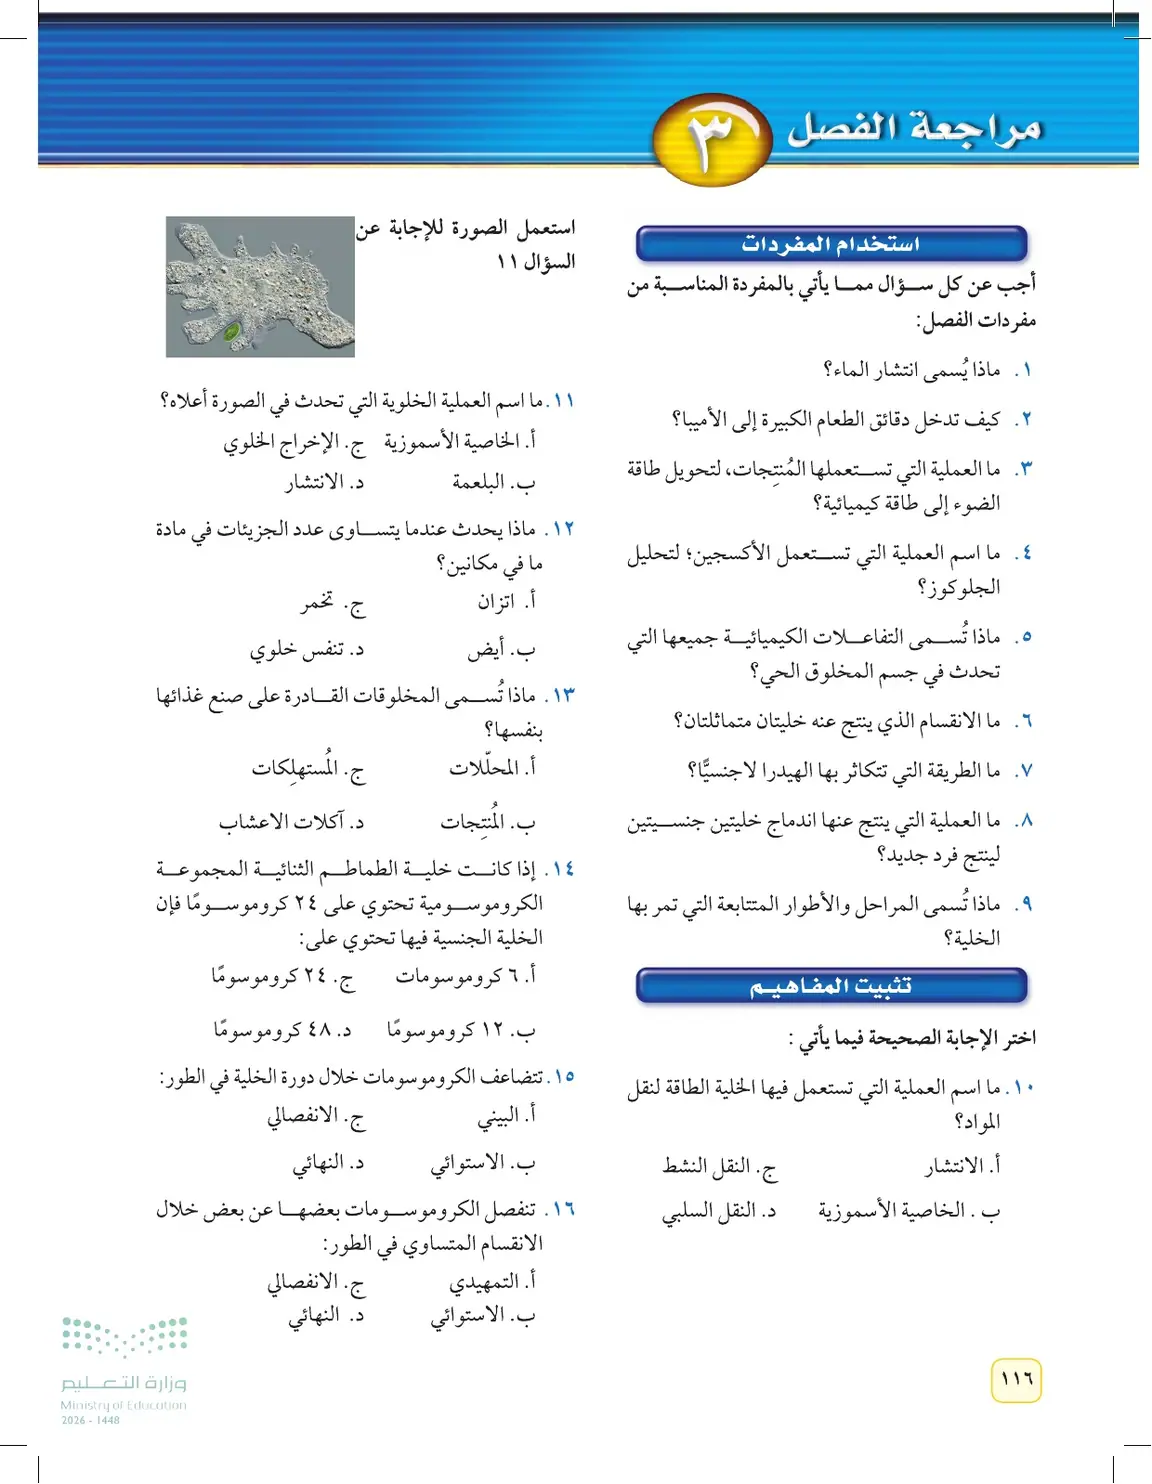 مراجعة الفصل ٣
استخدام المفردات
أجب عن كل سؤال مما يأتي بالمفردة المناسبة من
مفردات الفصل:
١. ماذا يُسمى انتشار الماء؟
٢. كيف تدخل دقائق الطعام الكبيرة إلى الأميبا؟
٣. ما العملية التي تستعملها المُنتِجات، لتحويل طاقة
الضوء إلى طاقة كيميائية؟
٤. ما اسم العملية التي تستعمل الأكسجين؛ لتحليل
الجلوكوز؟
٥. ماذا تُسمى التفاعلات الكيميائية جميعها التي
تحدث في جسم المخلوق الحي؟
٦. ما الانقسام الذي ينتج عنه خليتان متماثلتان؟
٧. ما الطريقة التي تتكاثر بها الهيدرا لاجنسيًّا؟
٨. ما العملية التي ينتج عنها اندماج خليتين جنسيتين
لينتج فرد جديد؟
٩. ماذا تُسمى المراحل والأطوار المتتابعة التي تمر بها
الخلية؟
تثبيت المفاهيم
اختر الإجابة الصحيحة فيما يأتي :
١٠. ما اسم العملية التي تستعمل فيها الخلية الطاقة لنقل
المواد؟
أ. الانتشار ج. النقل النشط
ب . الخاصية الأسموزية د. النقل السلبي
استعمل الصورة للإجابة عن
السؤال ١١
١١. ما اسم العملية الخلوية التي تحدث في الصورة أعلاه؟
أ. الخاصية الأسموزية ج. الإخراج الخلوي
ب. البلعمة د. الانتشار
١٢. ماذا يحدث عندما يتساوى عدد الجزيئات في مادة
ما في مكانين؟
أ. اتزان ج. تخمر
ب. أيض د. تنفس خلوي
١٣. ماذا تُسمى المخلوقات القادرة على صنع غذائها
بنفسها؟
أ. المحلّلات ج. المُستهلِكات
ب. المُنتِجات د. آكلات الاعشاب
١٤. إذا كانت خلية الطماطم الثنائية المجموعة
الكروموسومية تحتوي على ٢٤ كروموسومًا فإن
الخلية الجنسية فيها تحتوي على:
أ. ٦ كروموسومات ج. ٢٤ كروموسومًا
ب. ١٢ كروموسومًا د. ٤٨ كروموسومًا
١٥. تتضاعف الكروموسومات خلال دورة الخلية في الطور:
أ. البيني ج. الانفصالي
ب. الاستوائي د. النهائي
١٦. تنفصل الكروموسومات بعضها عن بعض خلال
الانقسام المتساوي في الطور:
أ. التمهيدي ج. الانفصالي
ب. الاستوائي د. النهائي
وزارة التعليم
Ministry of Education
2026 - 1448
١١٦